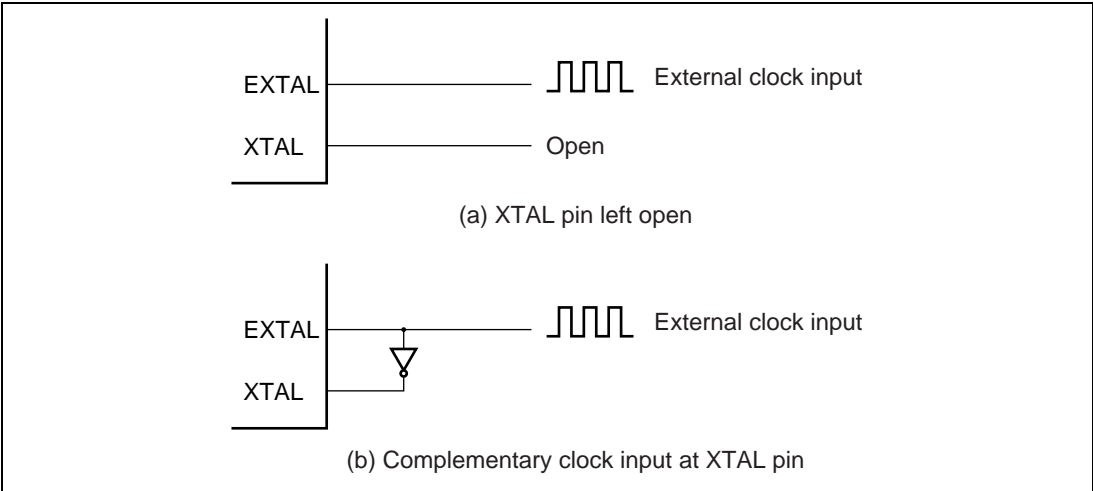 EXTAL External clock input
XTAL Open
(a) XTAL pin left open
EXTAL External clock input
XTAL
(b) Complementary clock input at XTAL pin